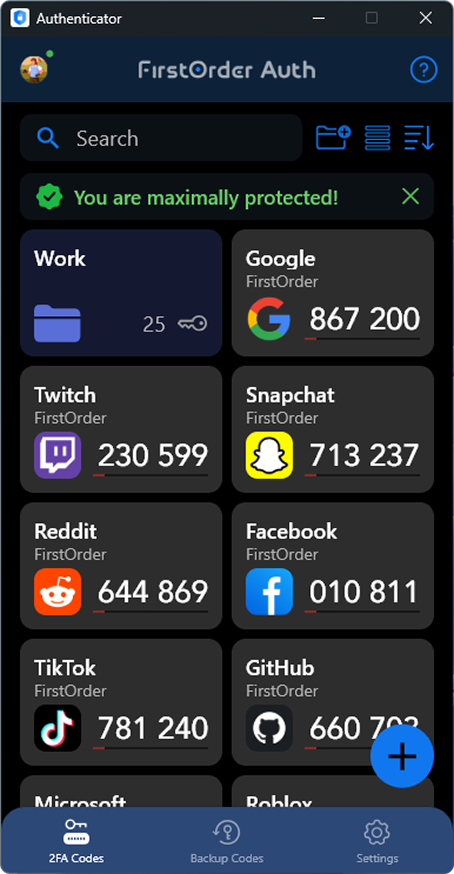 Authenticator
FirstOrder Auth
Search
You are maximally protected!
Work
25
Google
FirstOrder
867 200
Twitch
FirstOrder
230 599
Snapchat
FirstOrder
713 237
Reddit
FirstOrder
644 869
Facebook
FirstOrder
010 811
TikTok
FirstOrder
781 240
GitHub
FirstOrder
660
Microsoft
Roblox
2FA Codes
Backup Codes
Settings